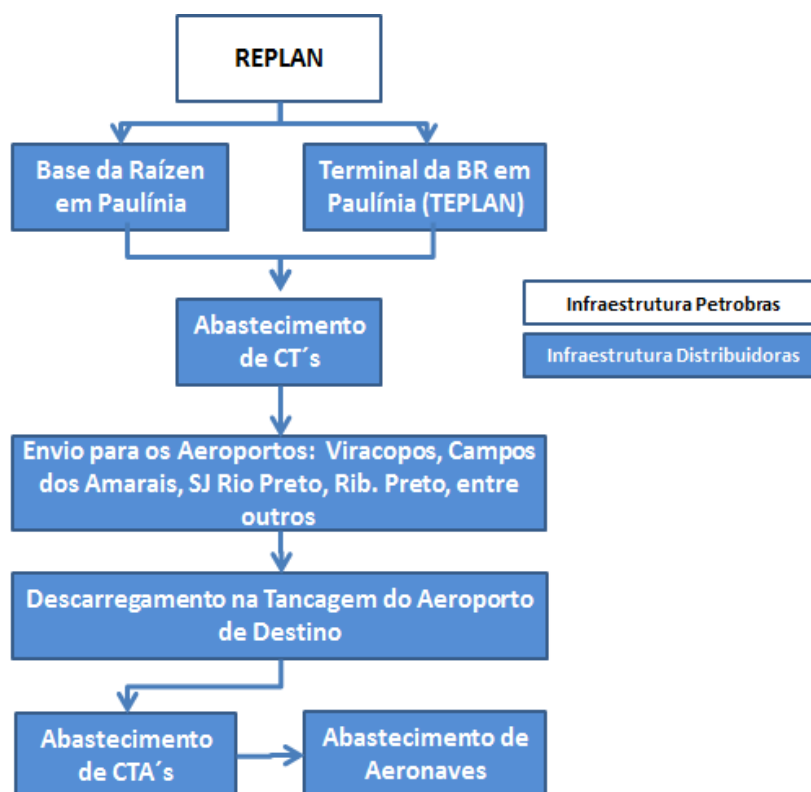 REPLAN
Base da Raízen
em Paulínia
Terminal da BR em
Paulínia (TEPLAN)
Abastecimento
de CT´s
Infraestrutura Petrobras
Infraestrutura Distribuidoras
Envio para os Aeroportos: Viracopos, Campos
dos Amarais, SJ Rio Preto, Rib. Preto, entre
outros
Descarregamento na Tancagem do Aeroporto
de Destino
Abastecimento
de CTA´s
Abastecimento de
Aeronaves